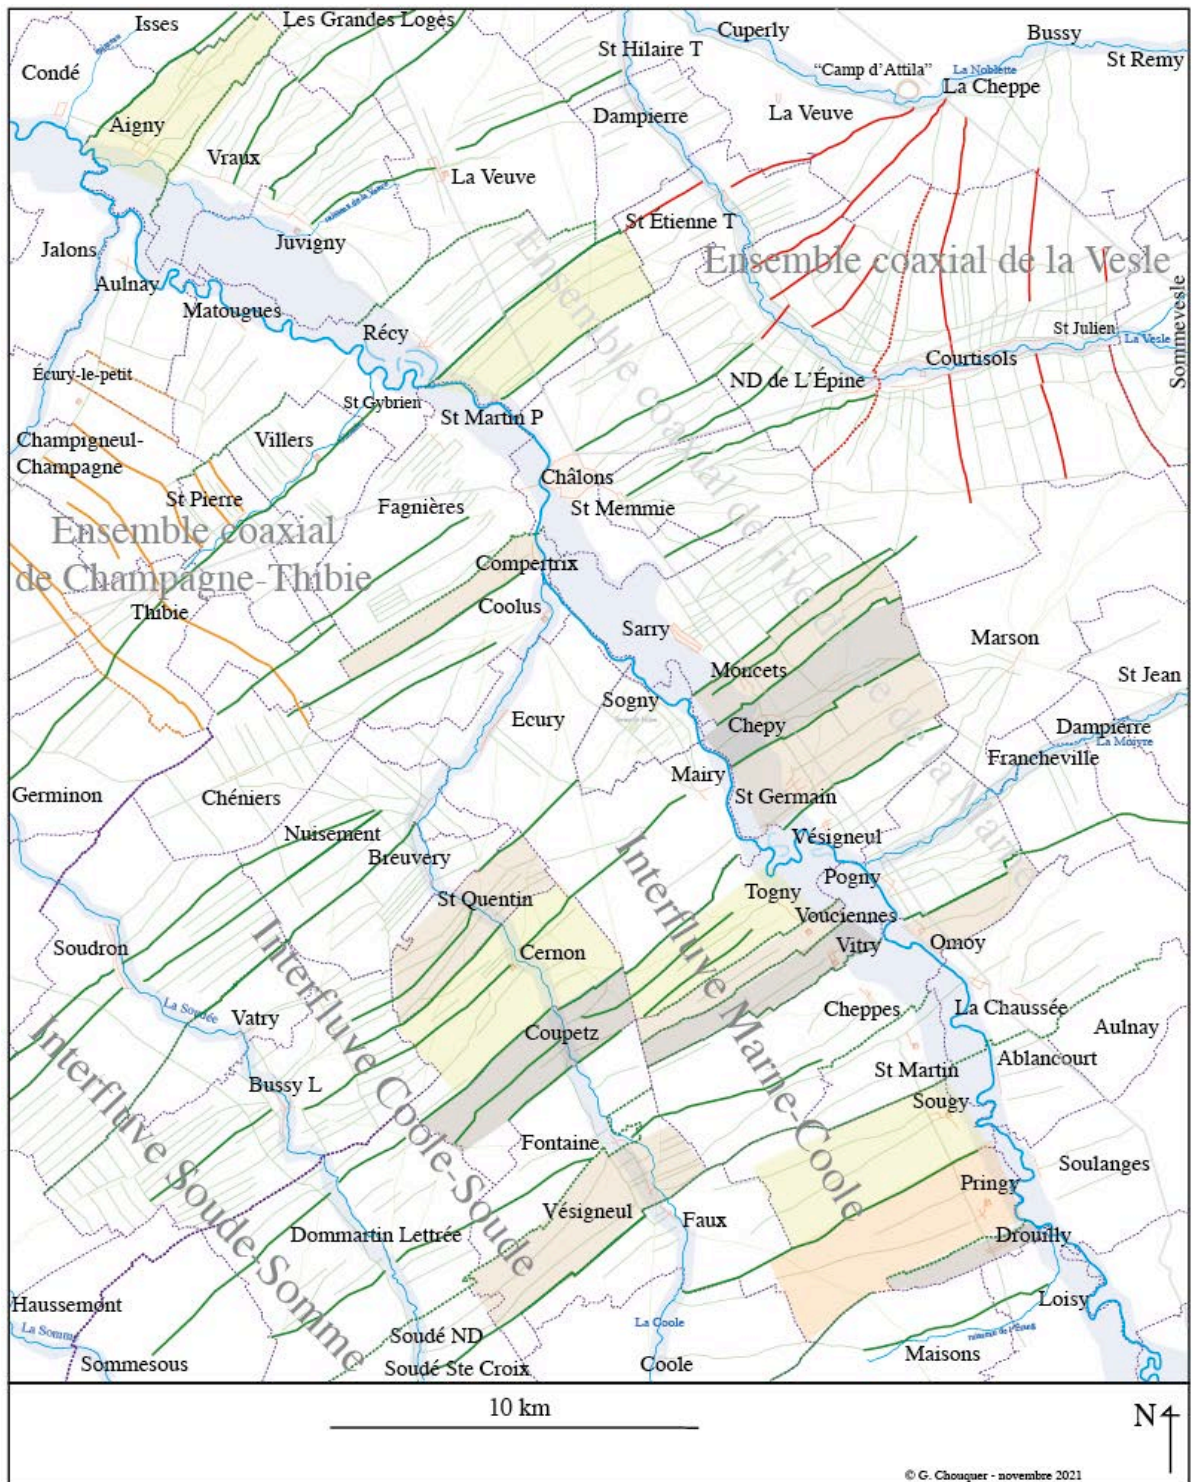 Isses
Les Grandes Loges
Cuperly
Bussy
St Hilaire T
St Remy
Condé
"Camp d'Attila"
La Noblette
La Cheppe
Aigny
Dampierre
La Veuve
Vraux
La Veuve
Juvigny
St Etienne T
Jalons
Ensemble coaxial de la Vesle
Aulnay
Matougues
Sommevesle
Récy
St Julien
La Vesle
Courtisols
Écury-le-petit
ND de L'Épine
St Gybrien
St Martin P
Champigneul-
Champagne
Villers
Châlons
St Pierre
Fagnières
St Memmie
Ensemble coaxial
de Champagne-Thibie
Ensemble coaxial de rive de la Marne
Compertrix
Coolus
Thibie
Sarry
Marson
Moncets
St Jean
Sogny
Ecury
Chepy
Dampierre
La Moivre
Francheville
Mairy
Germinon
Chéniers
St Germain
Nuisement
Vésigneul
Breuvery
Pogny
Togny
St Quentin
Vouciennes
Interfluve Marne-Coole
Soudron
Cernon
Vitry
Omoy
Interfluve Coole-Soude
La Soudée
Vatry
Cheppes
La Chaussée
Coupetz
Aulnay
Interfluve Soude-Somme
Ablancourt
St Martin
Bussy L
Sougy
Fontaine
Soulanges
Pringy
Vésigneul
Faux
Dommartin Lettrée
Drouilly
Haussemont
Loisy
La Somme
La Coole
Soudé ND
Maisons
Sommesous
Soudé Ste Croix
Coole
10 km
N
© G. Chouquer - novembre 2021